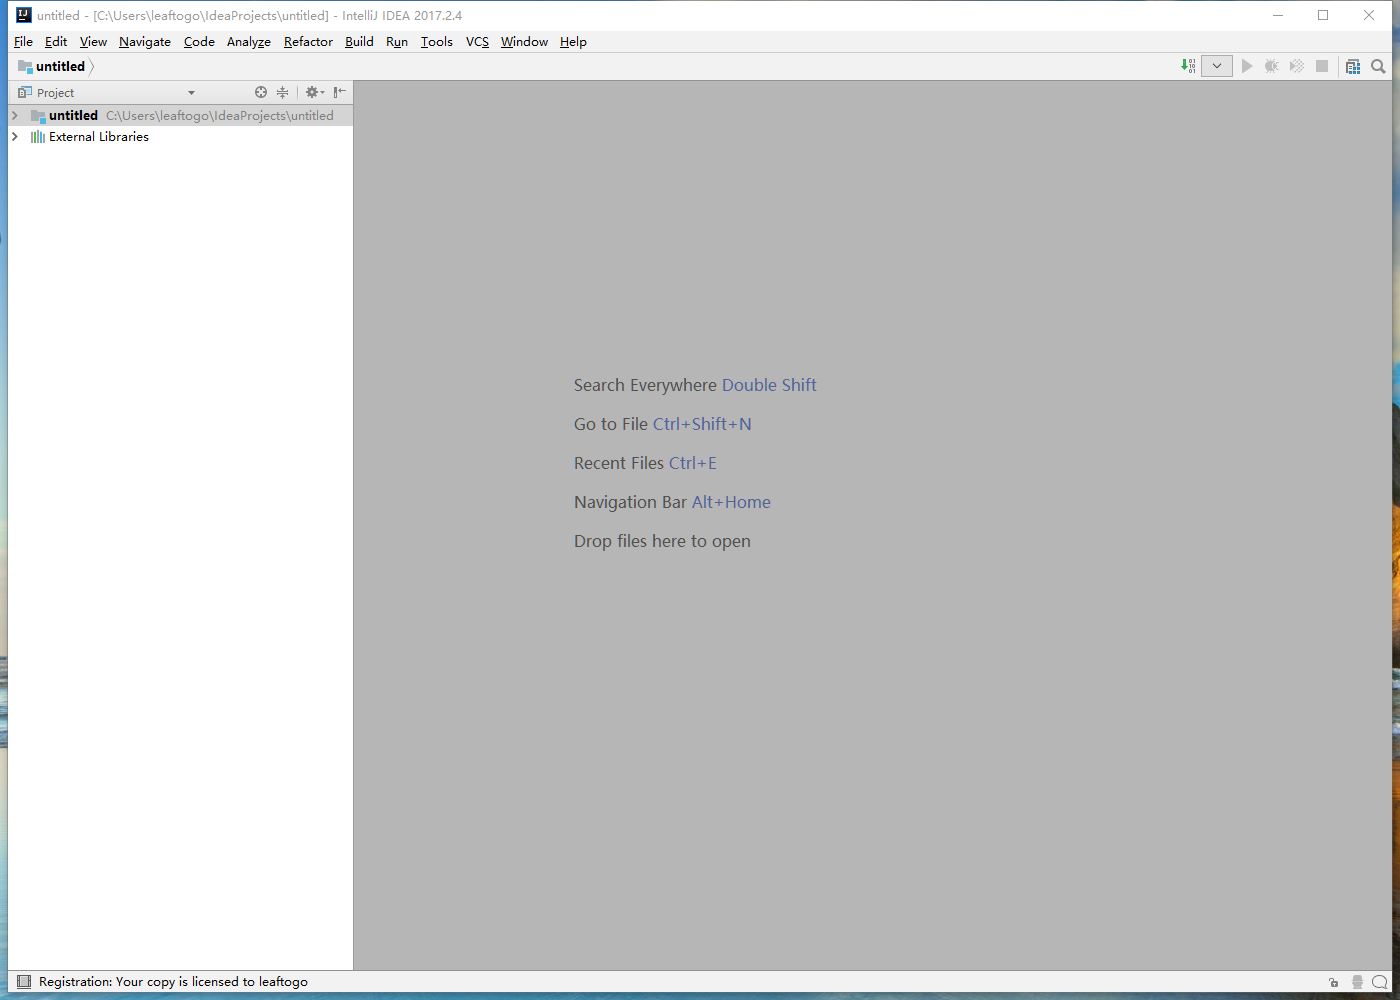 untitled - [C:\Users\leaftogo\IdeaProjects\untitled] - IntelliJ IDEA 2017.2.4
File Edit View Navigate Code Analyze Refactor Build Run Tools VCS Window Help
untitled
Project
untitled C:\Users\leaftogo\IdeaProjects\untitled
External Libraries
Search Everywhere Double Shift
Go to File Ctrl+Shift+N
Recent Files Ctrl+E
Navigation Bar Alt+Home
Drop files here to open
Registration: Your copy is licensed to leaftogo